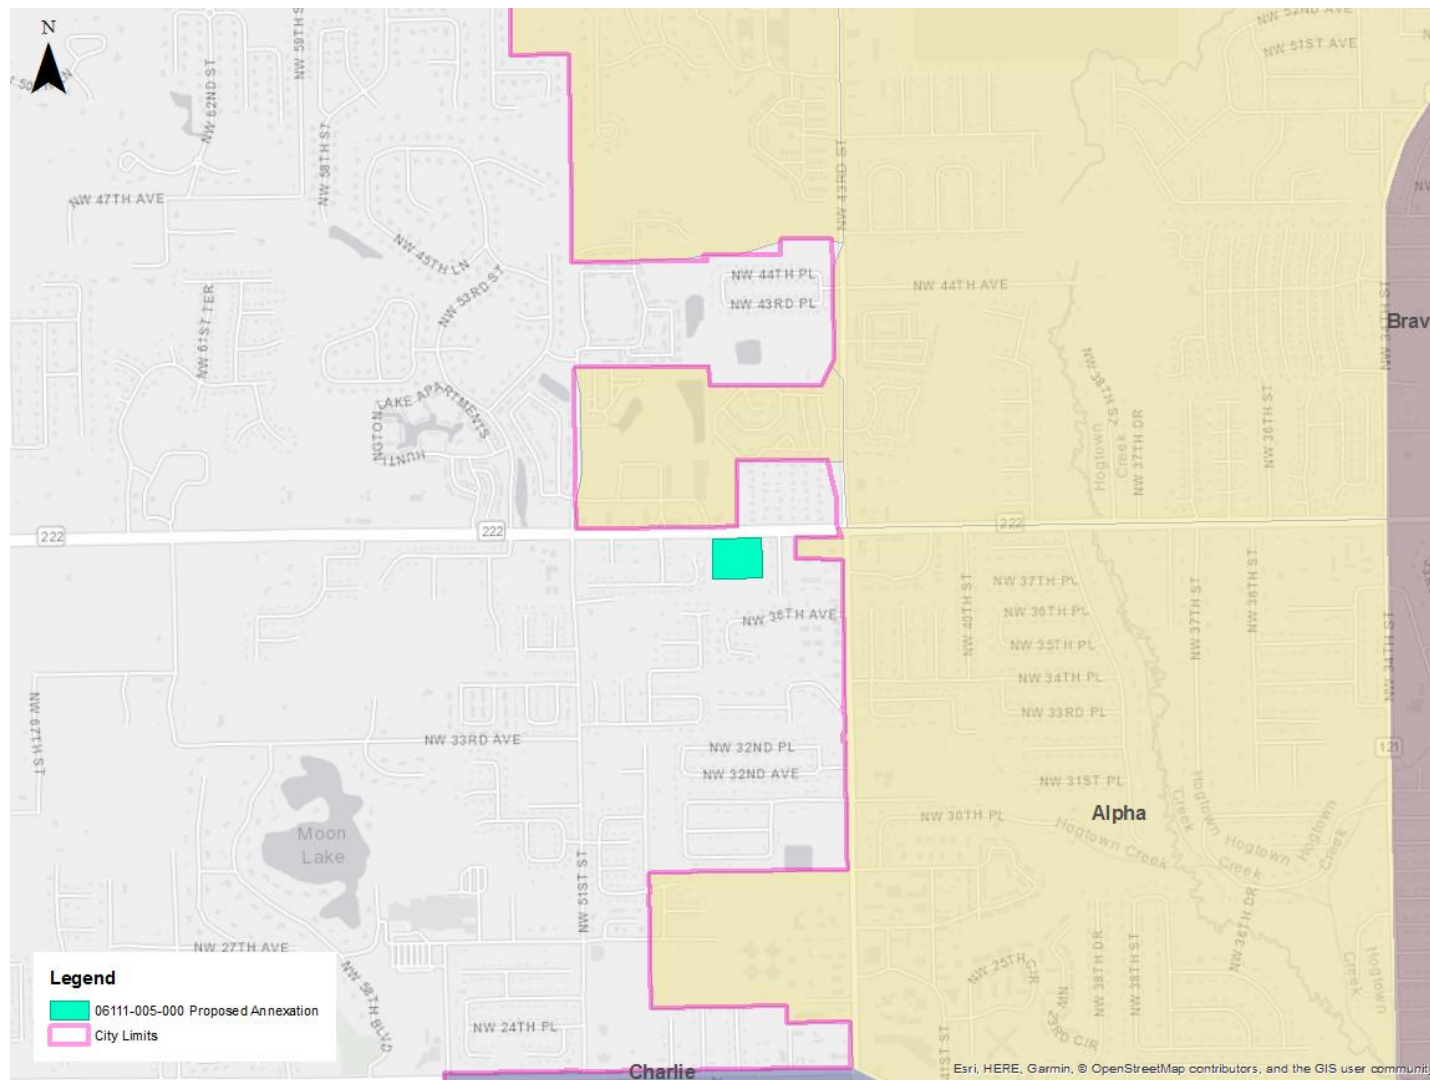 N
NW 59TH S
NW 52ND AVE
NW 51ST AVE
NW 62ND ST
NW 58TH ST
NW 43RD ST
NW 47TH AVE
NW 45TH LN
NW 53RD ST
NW 44TH PL
NW 43RD PL
NW 44TH AVE
NW 61ST TER
NW 34TH ST
Brav
NW 38TH ST
NW 36TH ST
LAKE APARTMENTS
NGTON
HUNTI
Hogtown
Creek
NW 37TH DR
222
222
222
NW 40TH ST
NW 37TH PL
NW 36TH PL
NW 35TH PL
NW 34TH PL
NW 33RD PL
NW 37TH ST
NW 36TH ST
NW 34TH ST
NW 36TH AVE
NW 67TH ST
NW 33RD AVE
NW 32ND PL
NW 32ND AVE
121
NW 31ST PL
NW 30TH PL
Alpha
Hogtown Creek
Hogtown
Creek
Hogtown
Creek
Hogtown
Creek
Moon
Lake
NW 51ST ST
NW 27TH AVE
NW 58TH BLVD
NW 24TH PL
NW 25TH CIR
NW 23RD CIR
NW 38TH DR
NW 38TH ST
NW 36TH DR
Hogtown
Creek
41ST ST
Charlie
Legend
06111-005-000 Proposed Annexation
City Limits
Esri, HERE, Garmin, © OpenStreetMap contributors, and the GIS user communit